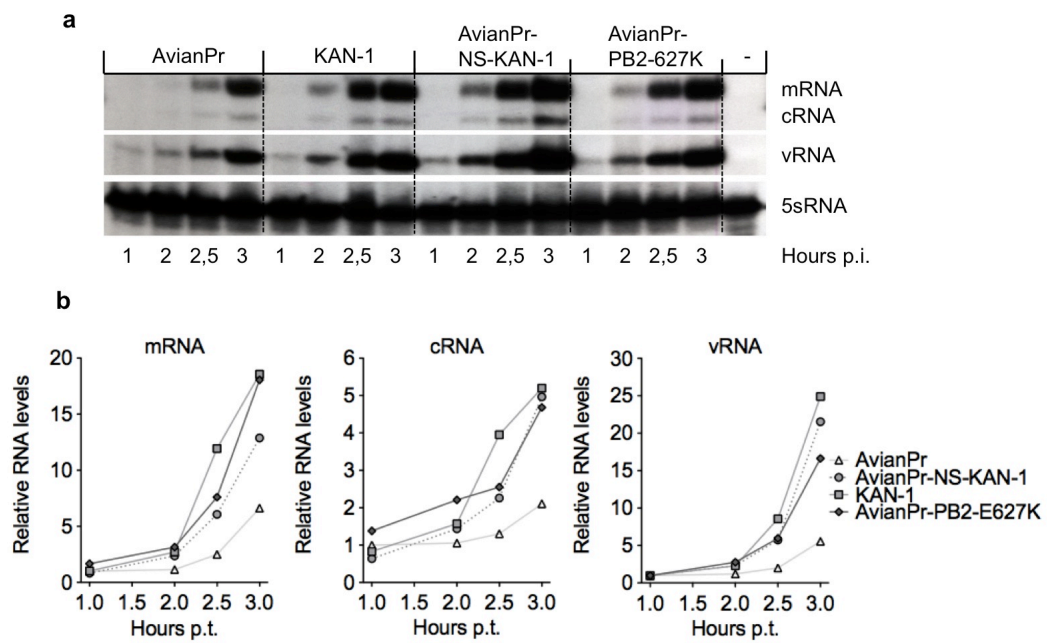 a
AvianPr
KAN-1
AvianPr-
NS-KAN-1
AvianPr-
PB2-627K
-
mRNA
cRNA
vRNA
5sRNA
1 2 2,5 3 1 2 2,5 3 1 2 2,5 3 1 2 2,5 3 Hours p.i.
b
mRNA
Relative RNA levels
20
15
10
5
0
1.0 1.5 2.0 2.5 3.0
Hours p.t.
cRNA
Relative RNA levels
6
5
4
3
2
1
0
1.0 1.5 2.0 2.5 3.0
Hours p.t.
vRNA
Relative RNA levels
30
25
20
15
10
5
0
1.0 1.5 2.0 2.5 3.0
Hours p.t.
AvianPr
AvianPr-NS-KAN-1
KAN-1
AvianPr-PB2-E627K